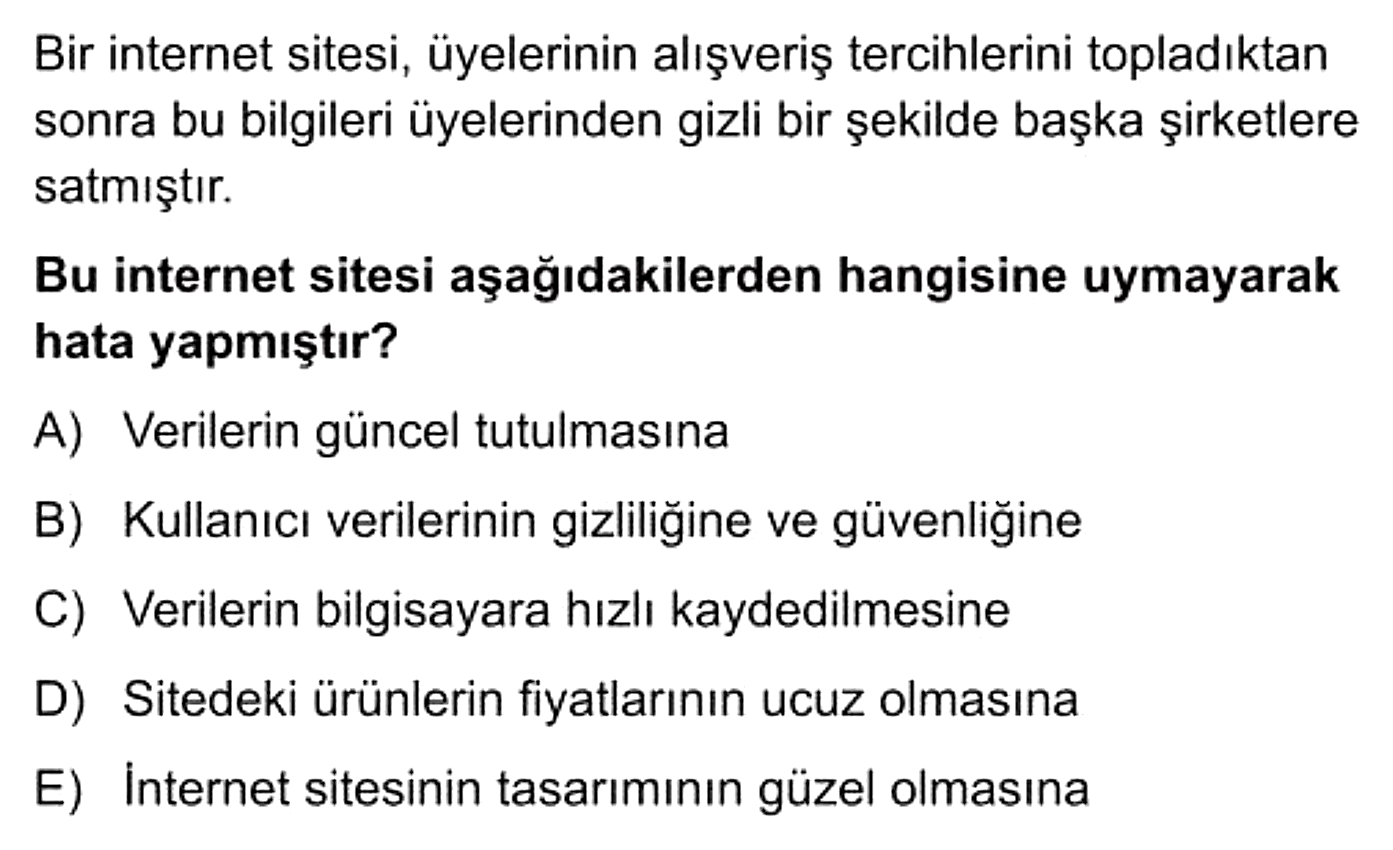 Bir internet sitesi, üyelerinin alışveriş tercihlerini topladıktan
sonra bu bilgileri üyelerinden gizli bir şekilde başka şirketlere
satmıştır.
Bu internet sitesi aşağıdakilerden hangisine uymayarak
hata yapmıştır?
A) Verilerin güncel tutulmasına
B) Kullanıcı verilerinin gizliliğine ve güvenliğine
C) Verilerin bilgisayara hızlı kaydedilmesine
D) Sitedeki ürünlerin fiyatlarının ucuz olmasına
E) İnternet sitesinin tasarımının güzel olmasına